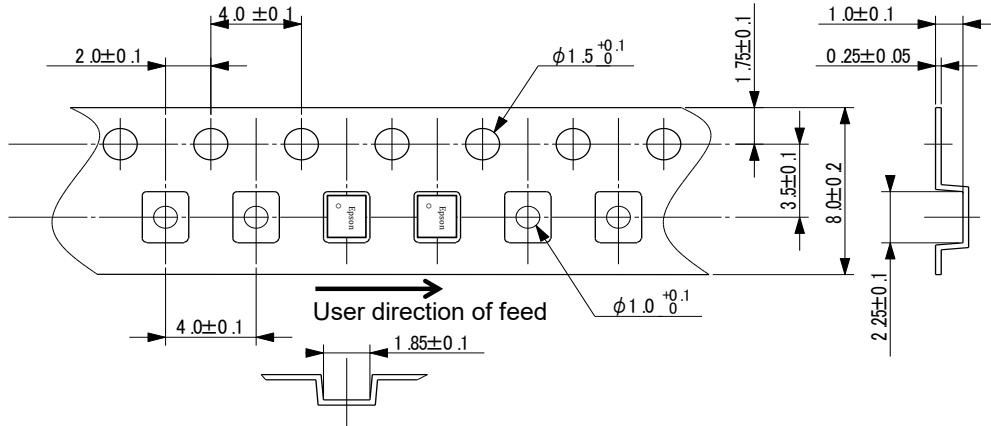 4.0 ±0.1
2.0±0.1
φ1.5 +0.1 0
1.75±0.1
1.0±0.1
0.25±0.05
3.5±0.1
8.0±0.2
2.25±0.1
Epson
Epson
User direction of feed
φ1.0 +0.1 0
4.0±0.1
1.85±0.1